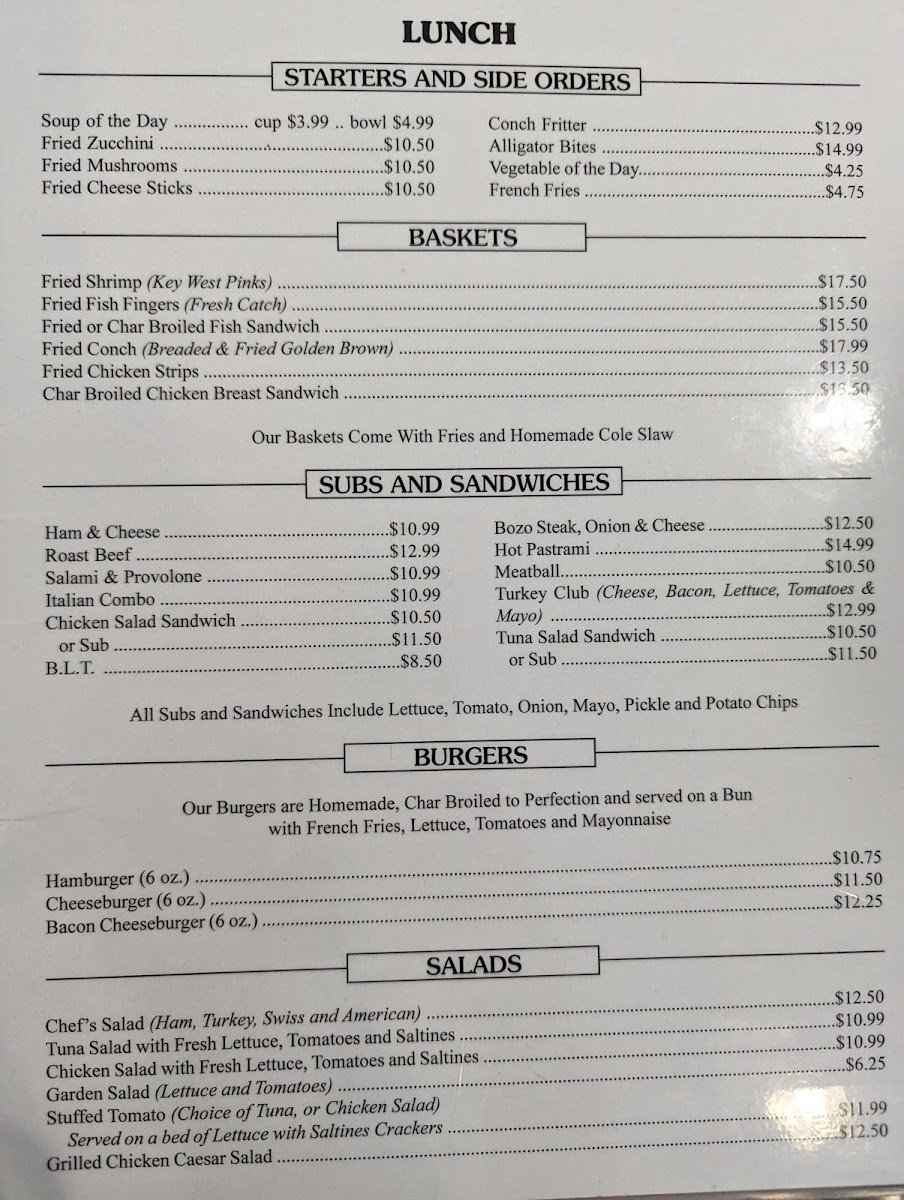 LUNCH
STARTERS AND SIDE ORDERS
Soup of the Day ............... cup $3.99 .. bowl $4.99
Fried Zucchini ..........................................$10.50
Fried Mushrooms ..........................................$10.50
Fried Cheese Sticks ..........................................$10.50
Conch Fritter ..........................................$12.99
Alligator Bites ..........................................$14.99
Vegetable of the Day..........................................$4.25
French Fries ..........................................$4.75
BASKETS
Fried Shrimp (Key West Pinks) ..........................................$17.50
Fried Fish Fingers (Fresh Catch) ..........................................$15.50
Fried or Char Broiled Fish Sandwich ..........................................$15.50
Fried Conch (Breaded & Fried Golden Brown) ..........................................$17.99
Fried Chicken Strips ..........................................$13.50
Char Broiled Chicken Breast Sandwich ..........................................$13.50
Our Baskets Come With Fries and Homemade Cole Slaw
SUBS AND SANDWICHES
Ham & Cheese ..........................................$10.99
Roast Beef ..........................................$12.99
Salami & Provolone ..........................................$10.99
Italian Combo ..........................................$10.99
Chicken Salad Sandwich ..........................................$10.50
or Sub ..........................................$11.50
B.L.T. ..........................................$8.50
Bozo Steak, Onion & Cheese ..........................................$12.50
Hot Pastrami ..........................................$14.99
Meatball..........................................$10.50
Turkey Club (Cheese, Bacon, Lettuce, Tomatoes &
Mayo) ..........................................$12.99
Tuna Salad Sandwich ..........................................$10.50
or Sub ..........................................$11.50
All Subs and Sandwiches Include Lettuce, Tomato, Onion, Mayo, Pickle and Potato Chips
BURGERS
Our Burgers are Homemade, Char Broiled to Perfection and served on a Bun
with French Fries, Lettuce, Tomatoes and Mayonnaise
Hamburger (6 oz.) ..........................................$10.75
Cheeseburger (6 oz.) ..........................................$11.50
Bacon Cheeseburger (6 oz.) ..........................................$12.25
SALADS
Chef's Salad (Ham, Turkey, Swiss and American) ..........................................$12.50
Tuna Salad with Fresh Lettuce, Tomatoes and Saltines ..........................................$10.99
Chicken Salad with Fresh Lettuce, Tomatoes and Saltines ..........................................$10.99
Garden Salad (Lettuce and Tomatoes) ..........................................$6.25
Stuffed Tomato (Choice of Tuna, or Chicken Salad)
Served on a bed of Lettuce with Saltines Crackers ..........................................$11.99
Grilled Chicken Caesar Salad ..........................................$12.50